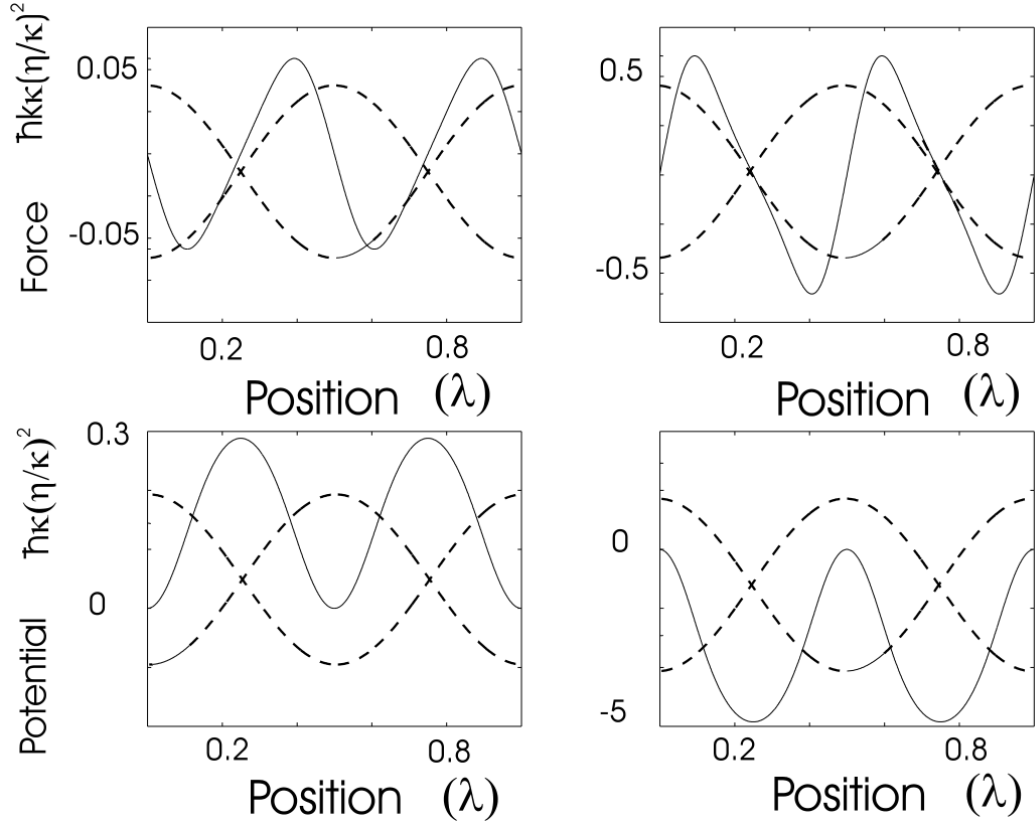 Force ħkκ(η/κ)²
0.05
-0.05
0.2 0.8
Position (λ)
0.5
-0.5
0.2 0.8
Position (λ)
Potential ħκ(η/κ)²
0.3
0
0.2 0.8
Position (λ)
0
-5
0.2 0.8
Position (λ)